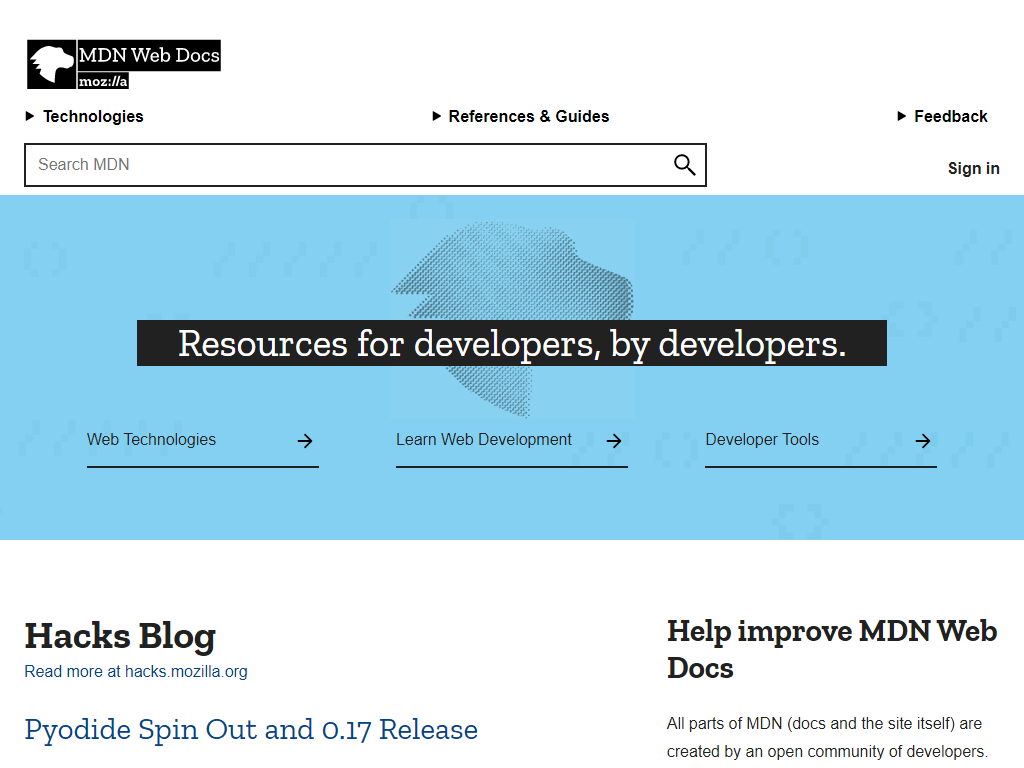 MDN Web Docs
moz://a
Technologies
References & Guides
Feedback
Search MDN
Sign in
Resources for developers, by developers.
Web Technologies
Learn Web Development
Developer Tools
Hacks Blog
Read more at hacks.mozilla.org
Pyodide Spin Out and 0.17 Release
Help improve MDN Web
Docs
All parts of MDN (docs and the site itself) are
created by an open community of developers.